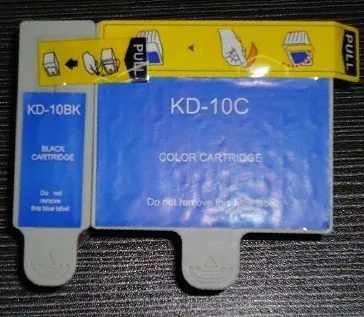 PULL
PULL
KD-10BK
BLACK
CARTRIDGE
Do not
remove
this blue label.
KD-10C
COLOR CARTRIDGE
Do not remove this blue label.